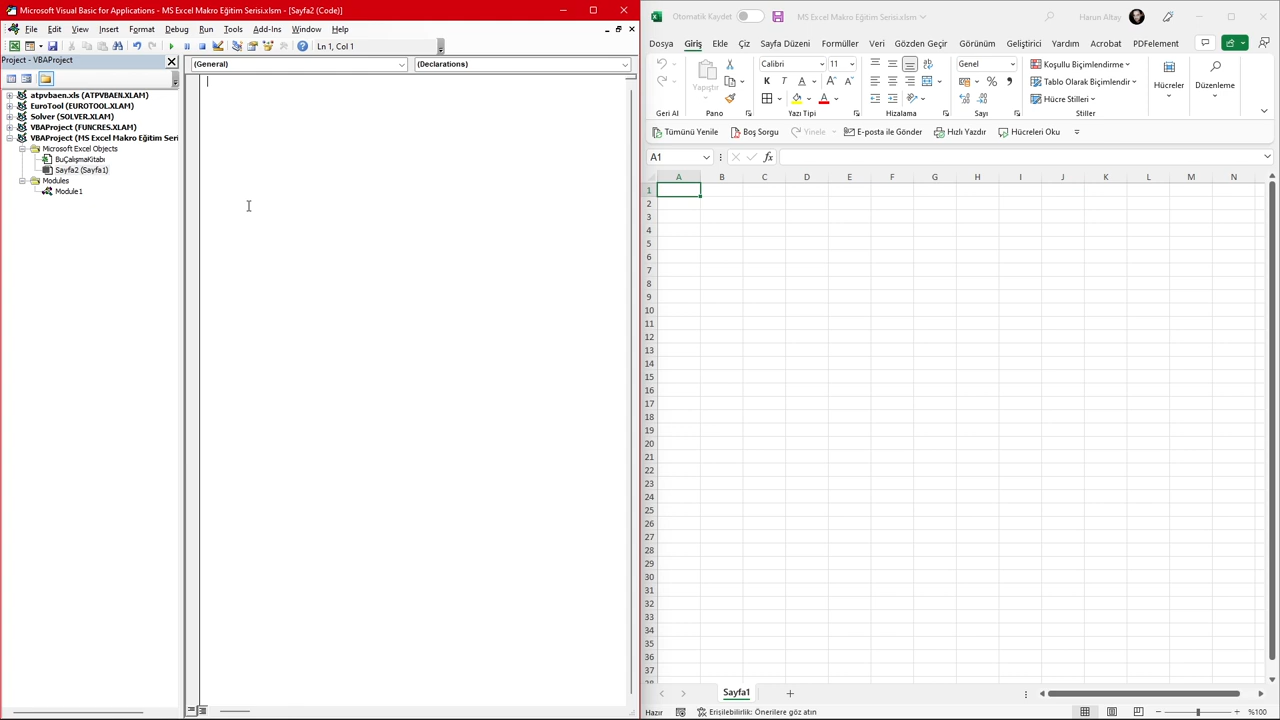 Microsoft Visual Basic for Applications - MS Excel Makro Eğitim Serisi.xlsm - [Sayfa2 (Code)]
File Edit View Insert Format Debug Run Tools Add-Ins Window Help
Ln 1, Col 1
Project - VBAProject
(General)
(Declarations)
atpvbaen.xls (ATPVBAEN.XLAM)
EuroTool (EUROTOOL.XLAM)
Solver (SOLVER.XLAM)
VBAProject (FUNCRES.XLAM)
VBAProject (MS Excel Makro Eğitim Seri
Microsoft Excel Objects
BuÇalışmaKitabı
Sayfa2 (Sayfa1)
Modules
Module1
Otomatik Kaydet
MS Excel Makro Eğitim Serisi.xlsm
Harun Altay
Dosya Giriş Ekle Çiz Sayfa Düzeni Formüller Veri Gözden Geçir Görünüm Geliştirici Yardım Acrobat PDFelement
Yapıştır
Calibri 11
K T A
Genel
Koşullu Biçimlendirme
Tablo Olarak Biçimlendir
Hücre Stilleri
Hücreler
Düzenleme
Geri Al Pano Yazı Tipi Hizalama Sayı Stiller
Tümünü Yenile Boş Sorgu Yinele E-posta ile Gönder Hızlı Yazdır Hücreleri Oku
A1
fx
A B C D E F G H I J K L M N
1
2
3
4
5
6
7
8
9
10
11
12
13
14
15
16
17
18
19
20
21
22
23
24
25
26
27
28
29
30
31
32
33
34
35
36
37
38
Sayfa1
Hazır
Erişilebilirlik: Önerilere göz atın
%100